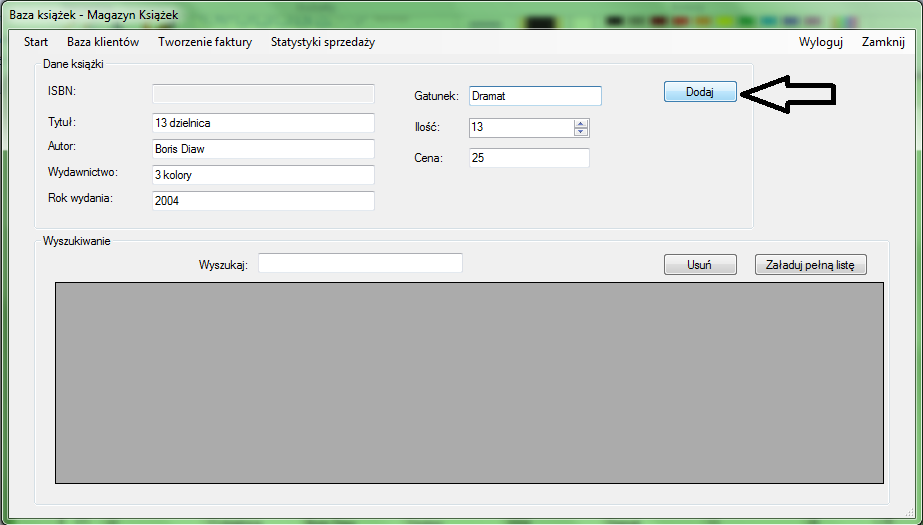 Baza książek - Magazyn Książek
Start Baza klientów Tworzenie faktury Statystyki sprzedaży Wyloguj Zamknij
Dane książki
ISBN:
Gatunek: Dramat
Dodaj
Tytuł: 13 dzielnica
Ilość: 13
Autor: Boris Diaw
Cena: 25
Wydawnictwo: 3 kolory
Rok wydania: 2004
Wyszukiwanie
Wyszukaj:
Usuń
Załaduj pełną listę